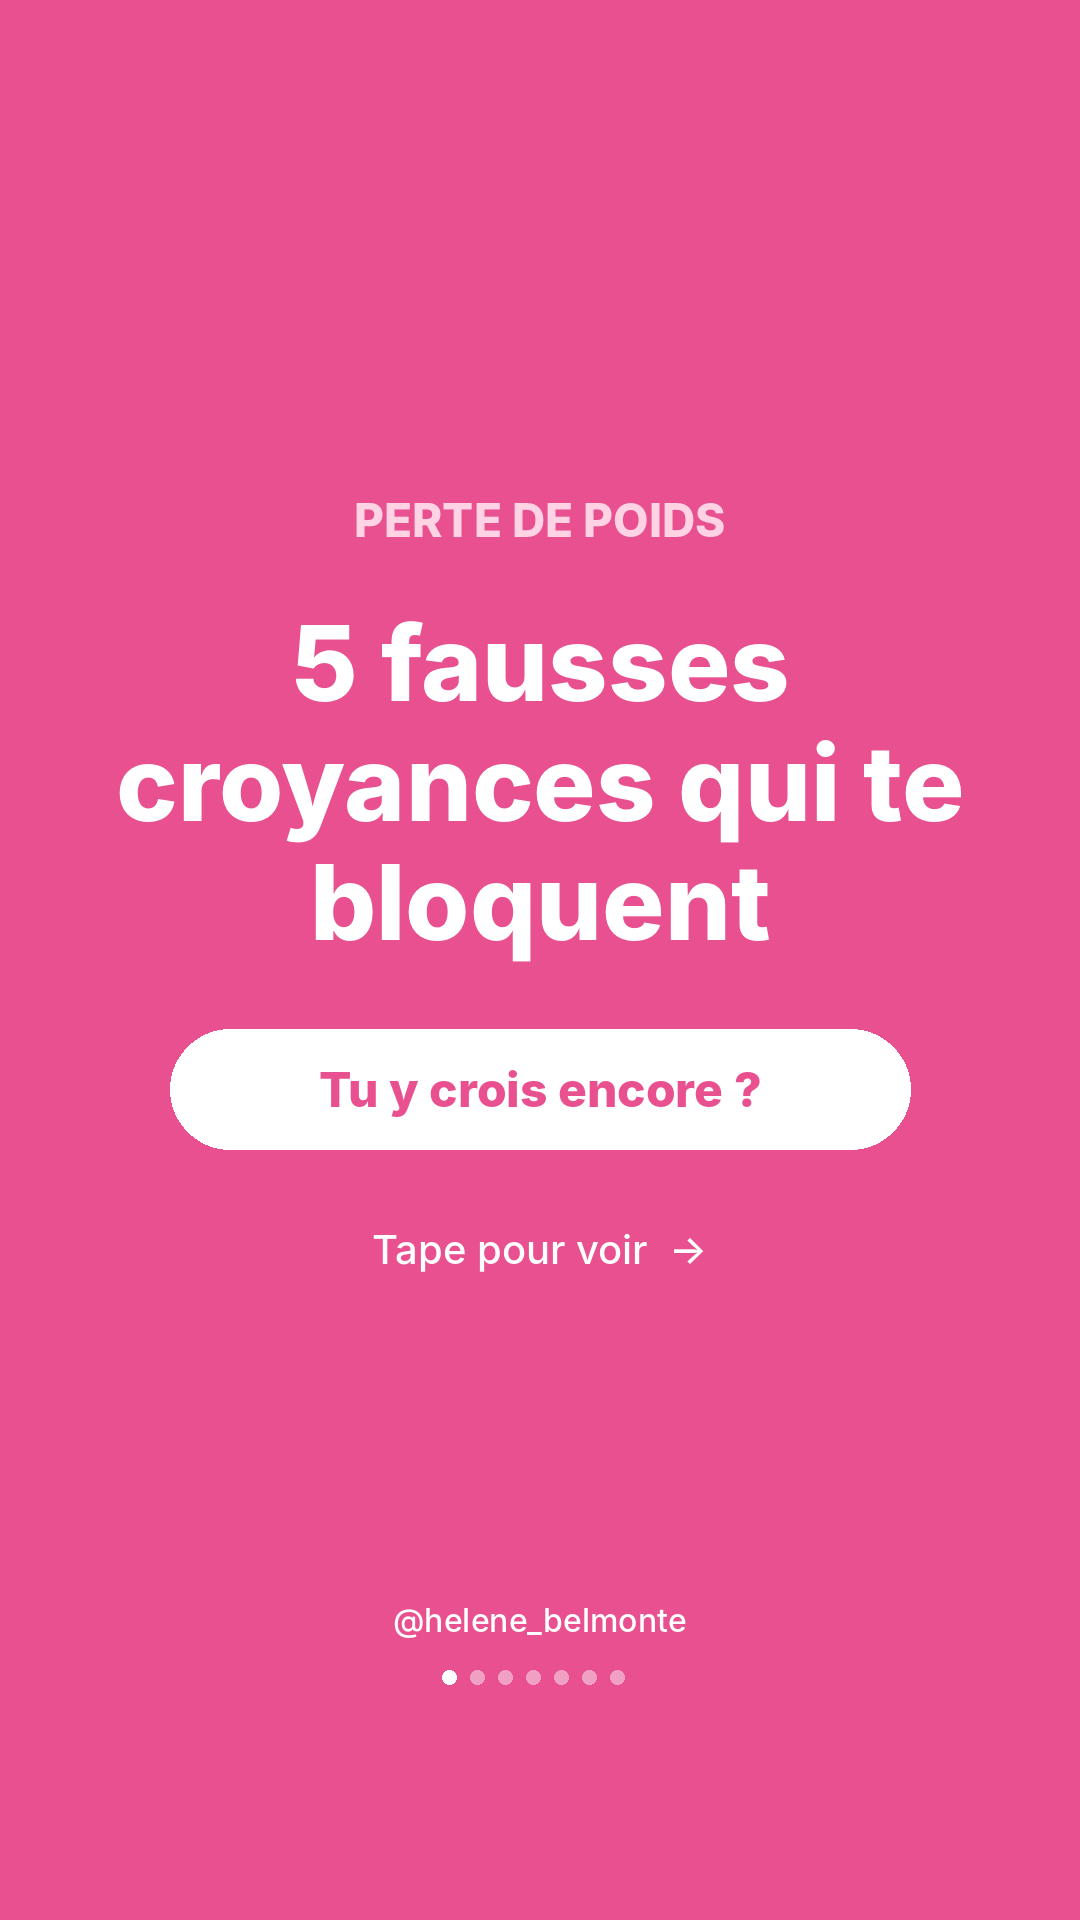 PERTE DE POIDS
5 fausses
croyances qui te
bloquent
Tu y crois encore ?
Tape pour voir →
@helene_belmonte